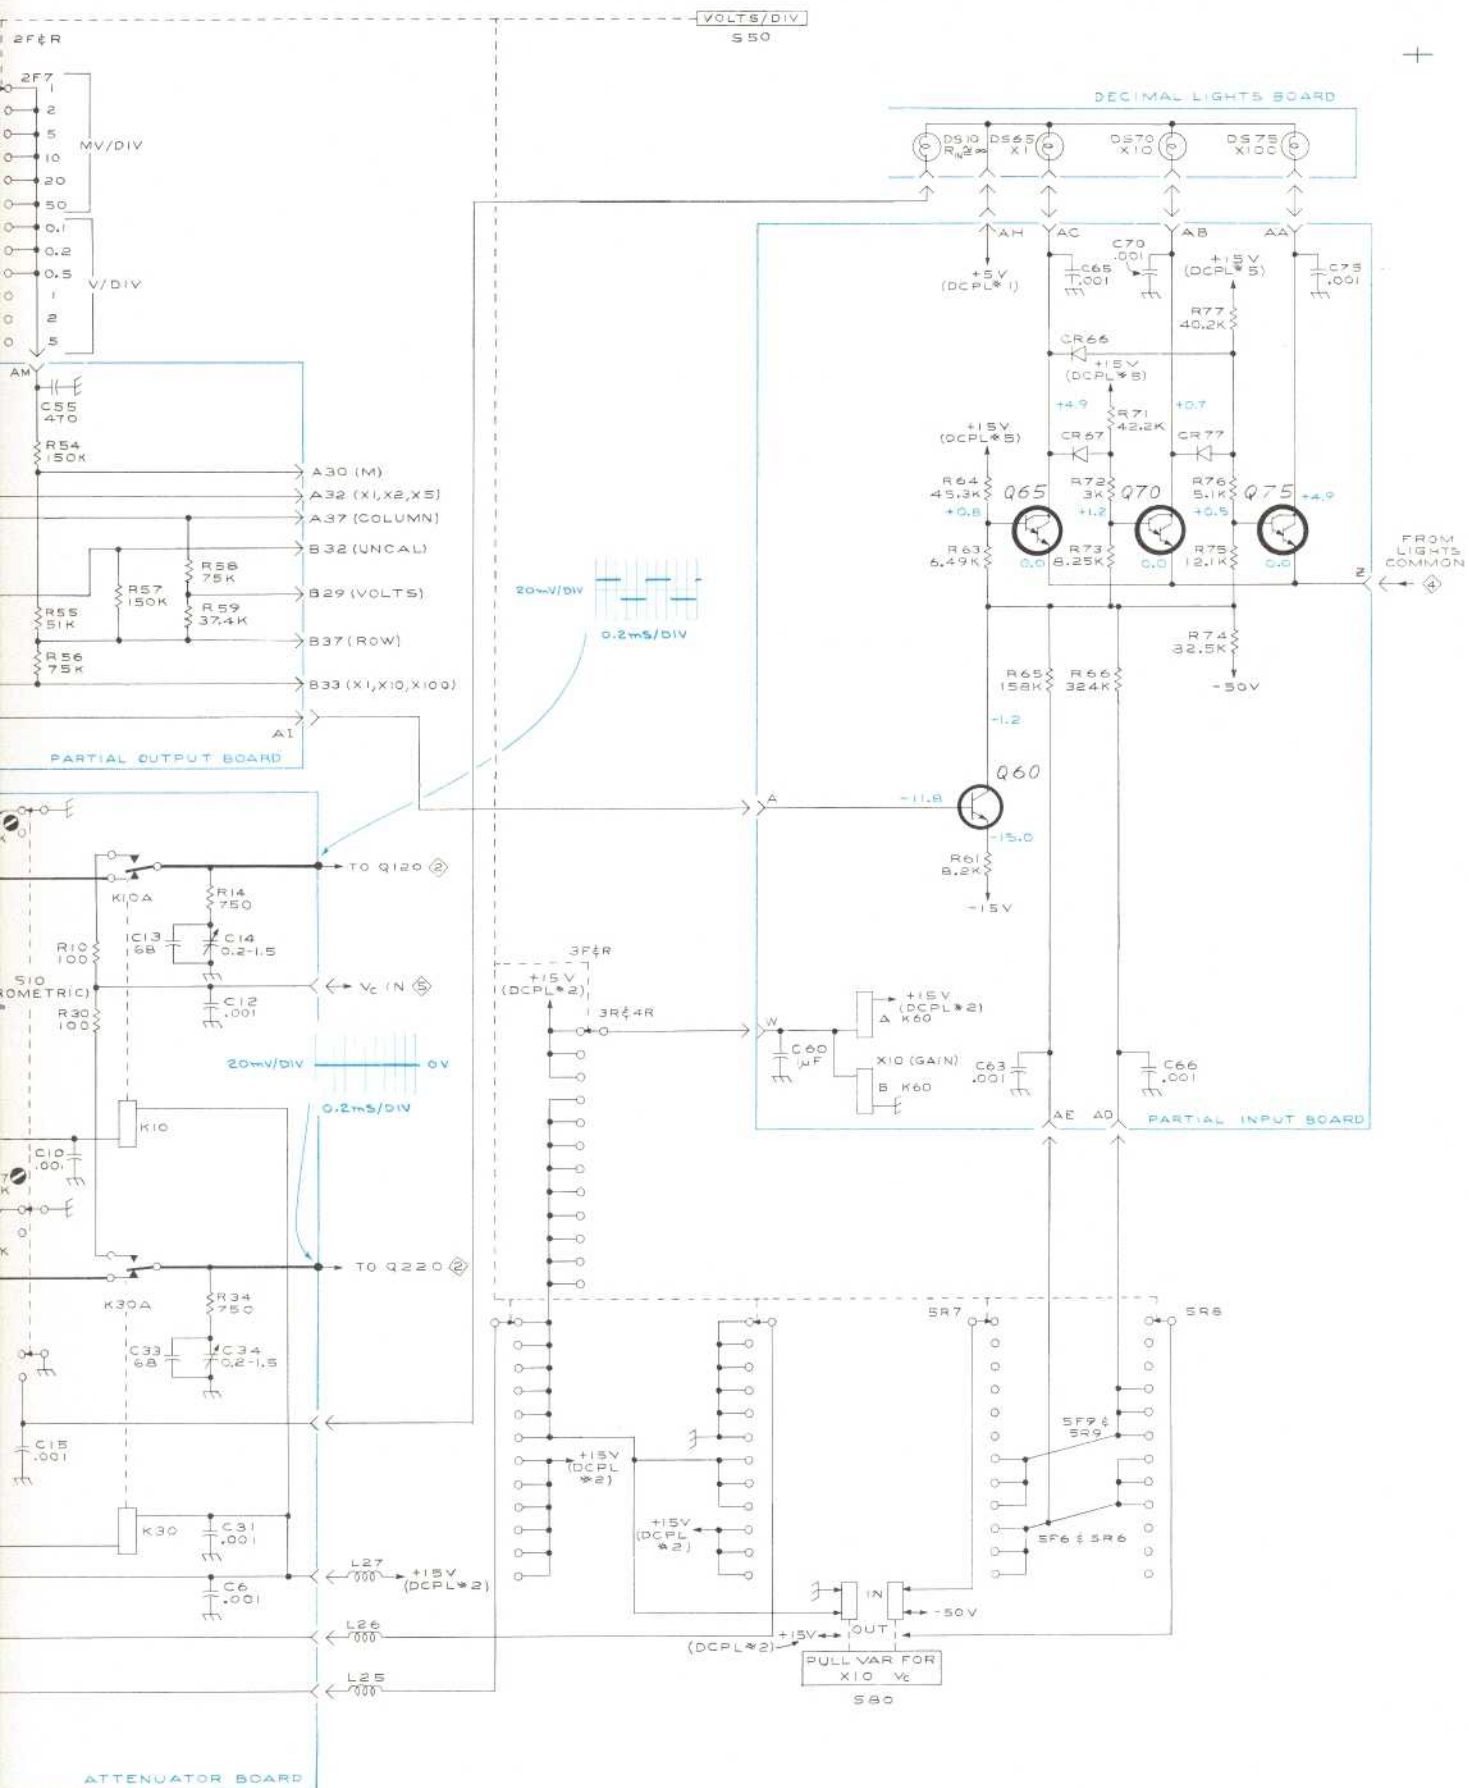 VOLTS/DIV
S50
2F&R
2F7
1
2
5
10
20
50
MV/DIV
0.1
0.2
0.5
1
2
5
V/DIV
DECIMAL LIGHTS BOARD
DS10
DS65
X1
DS70
X10
DS75
X100
AH
AC
AB
AA
+5V
(DCPL#1)
C65
.001
C70
.001
+15V
(DCPL#5)
C75
.001
R77
40.2K
CR66
+15V
(DCPL#5)
+4.9
R71
42.2K
+0.7
+15V
(DCPL#5)
CR67
CR77
R64
45.3K
+0.8
Q65
R72
3K
+1.2
Q70
R76
5.1K
+0.5
Q75
+4.9
R63
6.49K
0.0
R73
8.25K
0.0
R75
12.1K
0.0
FROM
LIGHTS
COMMON
Z
4
R74
32.5K
-50V
R65
158K
R66
324K
-1.2
Q60
-11.8
-15.0
R61
8.2K
-15V
AM
C55
470
R54
150K
A30 (M)
A32 (X1,X2,X5)
A37 (COLUMN)
B32 (UNCAL)
R58
75K
R57
150K
B29 (VOLTS)
R59
37.4K
R55
51K
B37 (ROW)
R56
75K
B33 (X1,X10,X100)
A1
PARTIAL OUTPUT BOARD
20mV/DIV
0.2mS/DIV
A
TO Q120 2
K10A
R14
750
C13
68
C14
0.2-1.5
R10
100
S10
ROMETRIC)
R30
100
C12
.001
Vc IN 5
20mV/DIV
0V
0.2mS/DIV
K10
C10
.001
TO Q220 2
K30A
R34
750
C33
68
C34
0.2-1.5
C15
.001
K30
C31
.001
C6
.001
L27
+15V
(DCPL#2)
L26
L25
ATTENUATOR BOARD
3F&R
+15V
(DCPL#2)
3R&4R
W
C60
1µF
+15V
(DCPL#2)
A K60
X10 (GAIN)
B K60
C63
.001
C66
.001
AE
AD
PARTIAL INPUT BOARD
5R7
5R8
5F9 &
5R9
5F6 & 5R6
+15V
(DCPL
#2)
+15V
(DCPL
#2)
IN
-50V
+15V
OUT
(DCPL#2)
PULL VAR FOR
X10 Vc
S80